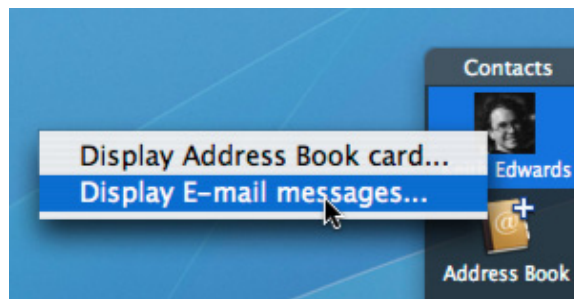 Contacts
Display Address Book card...
Edwards
Display E-mail messages...
@
Address Book